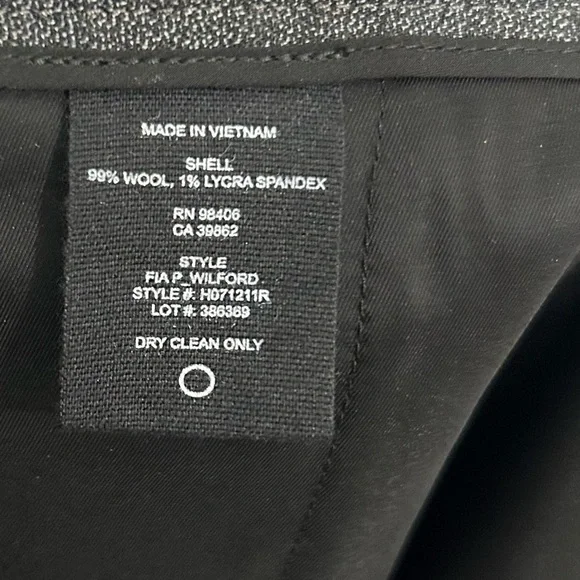 MADE IN VIETNAM
SHELL
99% WOOL, 1% LYCRA SPANDEX
RN 98406
CA 39862
STYLE
FIA P_WILFORD
STYLE #: H071211R
LOT #: 386369
DRY CLEAN ONLY